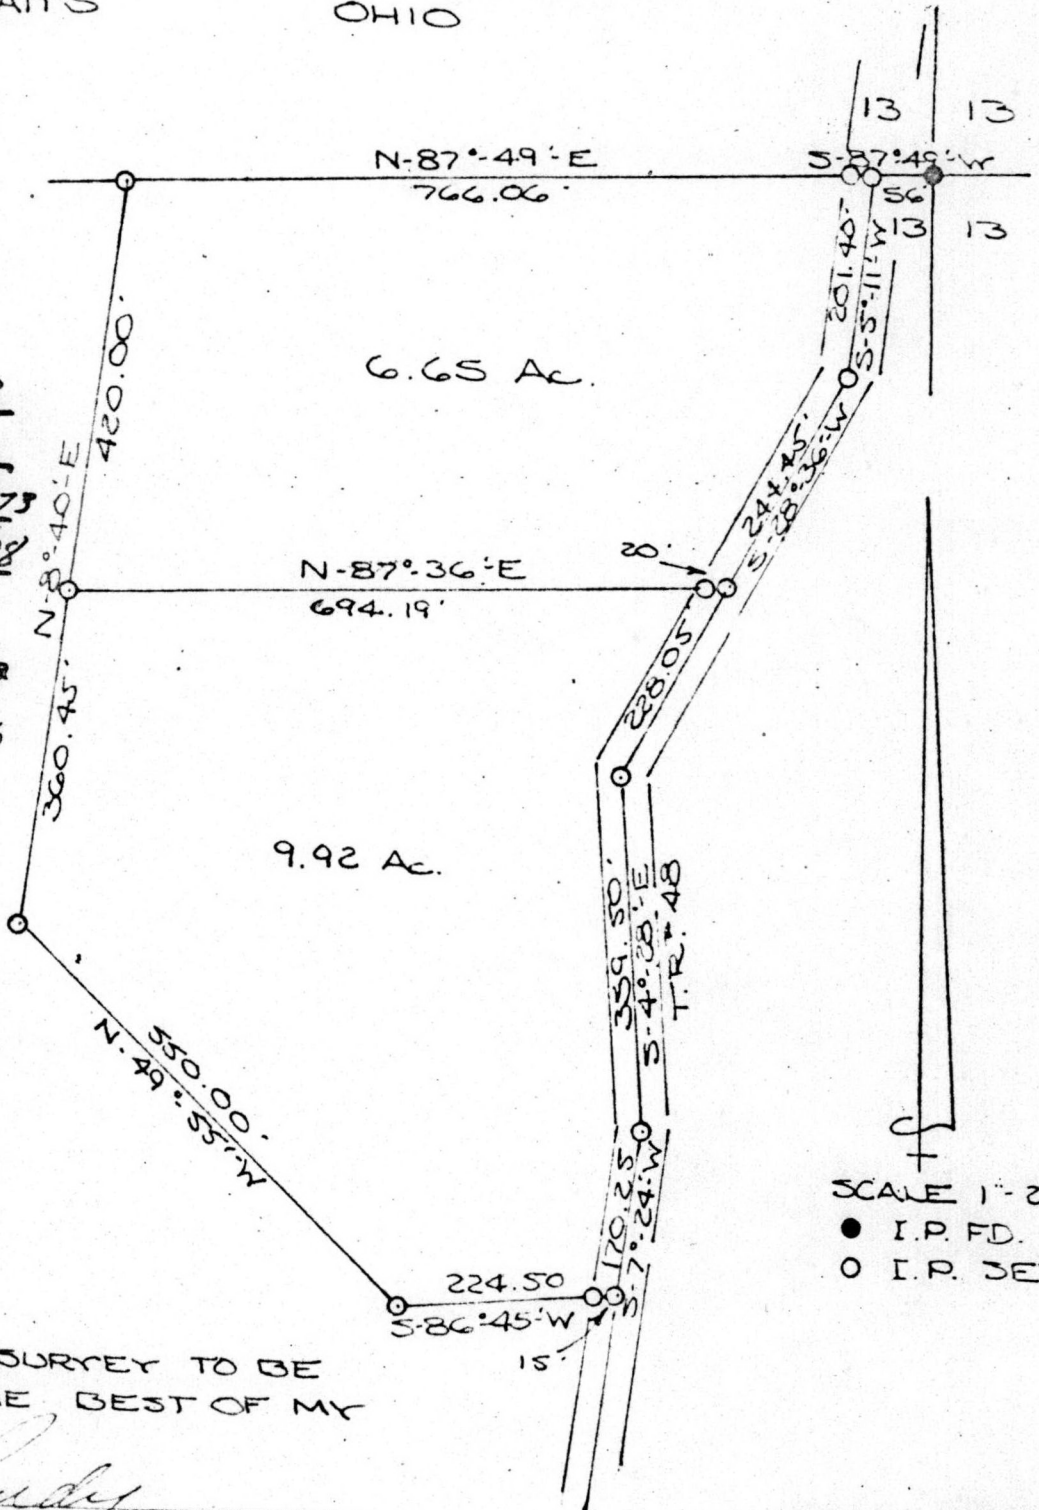 OHIO
13 13
N-87°-49'-E
S-87°-49'-W
766.06'
56'
13 13
201.40'
S-5°-11'-W
420.00'
6.65 Ac.
N-8°-40'-E
244.45'
S-28°-36'-W
20'
N-87°-36'-E
694.19'
228.05'
360.45'
9.92 Ac.
359.50'
S-4°-28'-E
T.R.-48
550.00'
N-49°-55'-W
170.25
S-7°-24'-W
SCALE 1"-2
● I.P. FD.
○ I.P. SE
224.50
S-86°-45'-W
15'
SURVEY TO BE
BEST OF MY